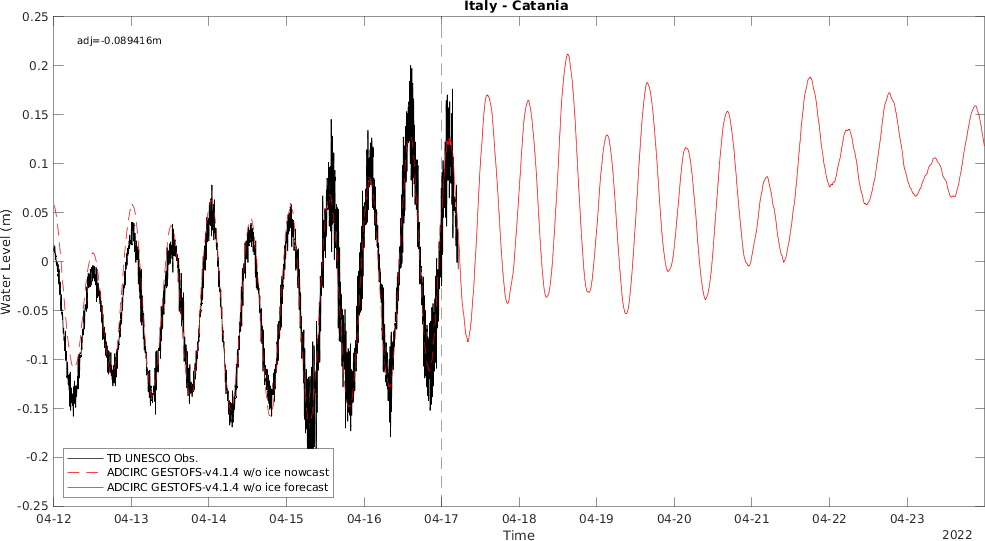 Italy - Catania
adj=-0.089416m
0.25
0.2
0.15
0.1
0.05
0
-0.05
-0.1
-0.15
-0.2
-0.25
Water Level (m)
TD UNESCO Obs.
ADCIRC GESTOFS-v4.1.4 w/o ice nowcast
ADCIRC GESTOFS-v4.1.4 w/o ice forecast
04-12 04-13 04-14 04-15 04-16 04-17 04-18 04-19 04-20 04-21 04-22 04-23
Time
2022